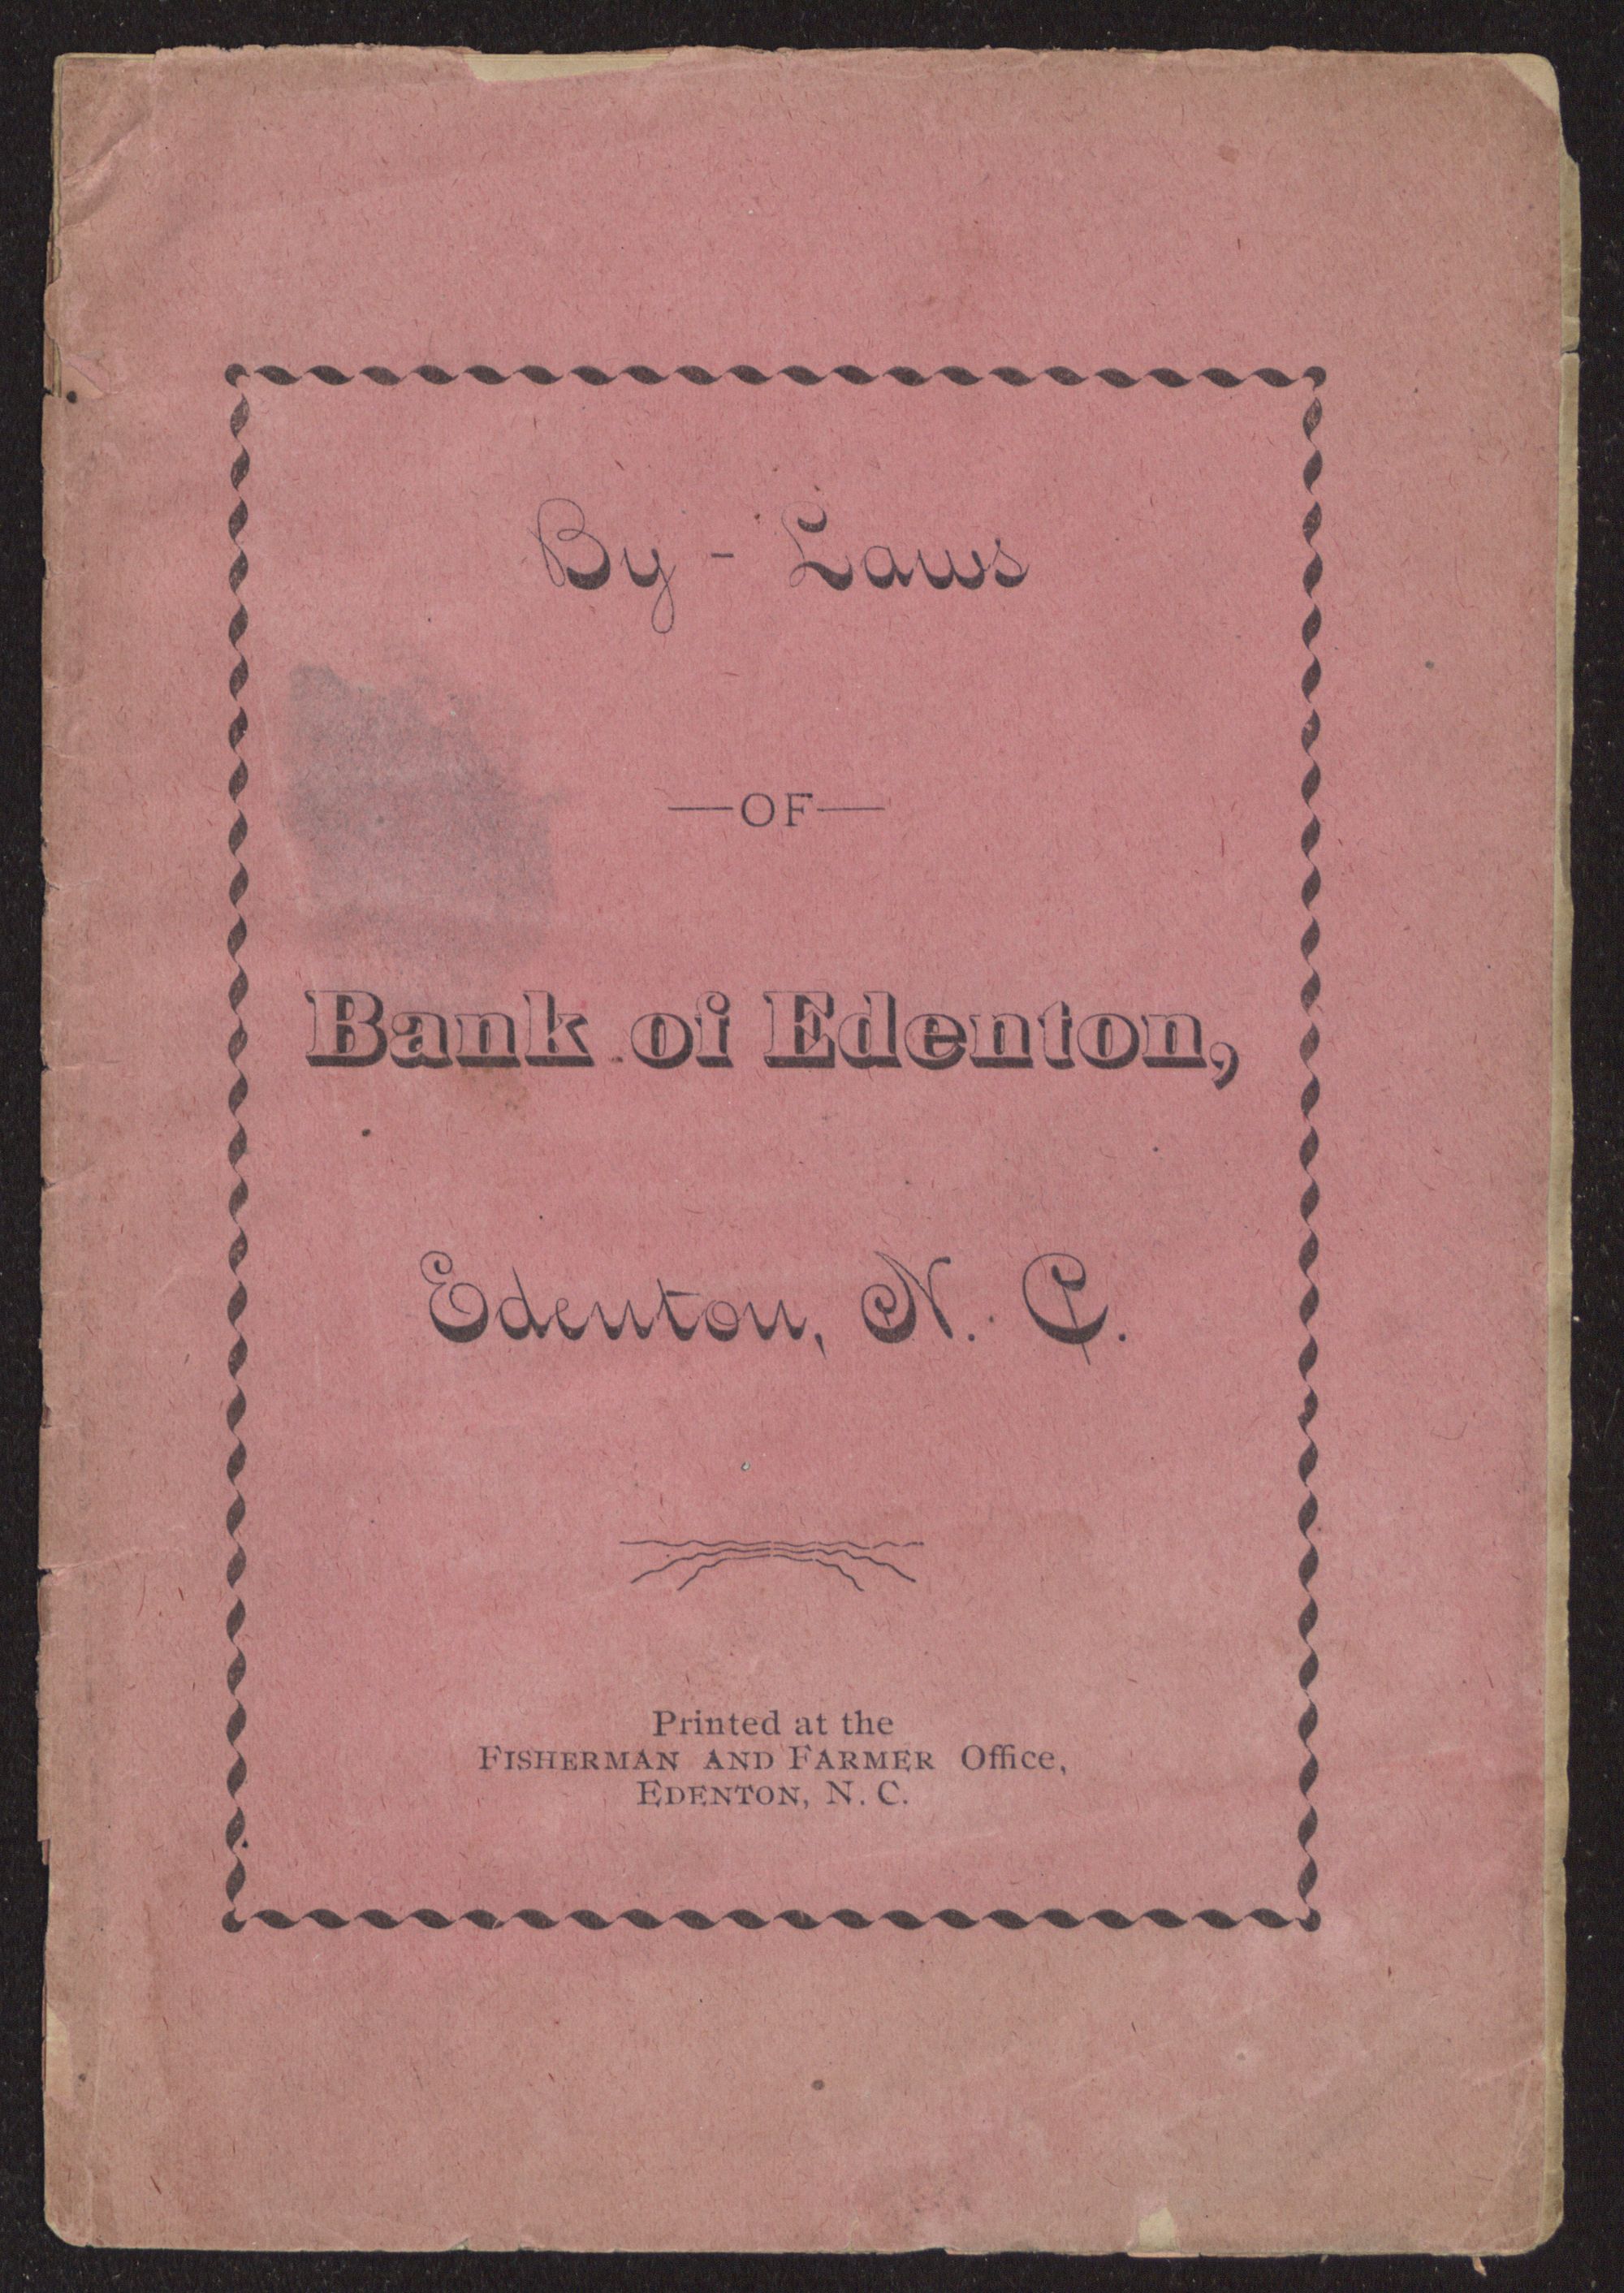 By - Laws
—OF—
Bank of Edenton,
Edenton, N. C.
Printed at the
FISHERMAN AND FARMER Office,
EDENTON, N. C.